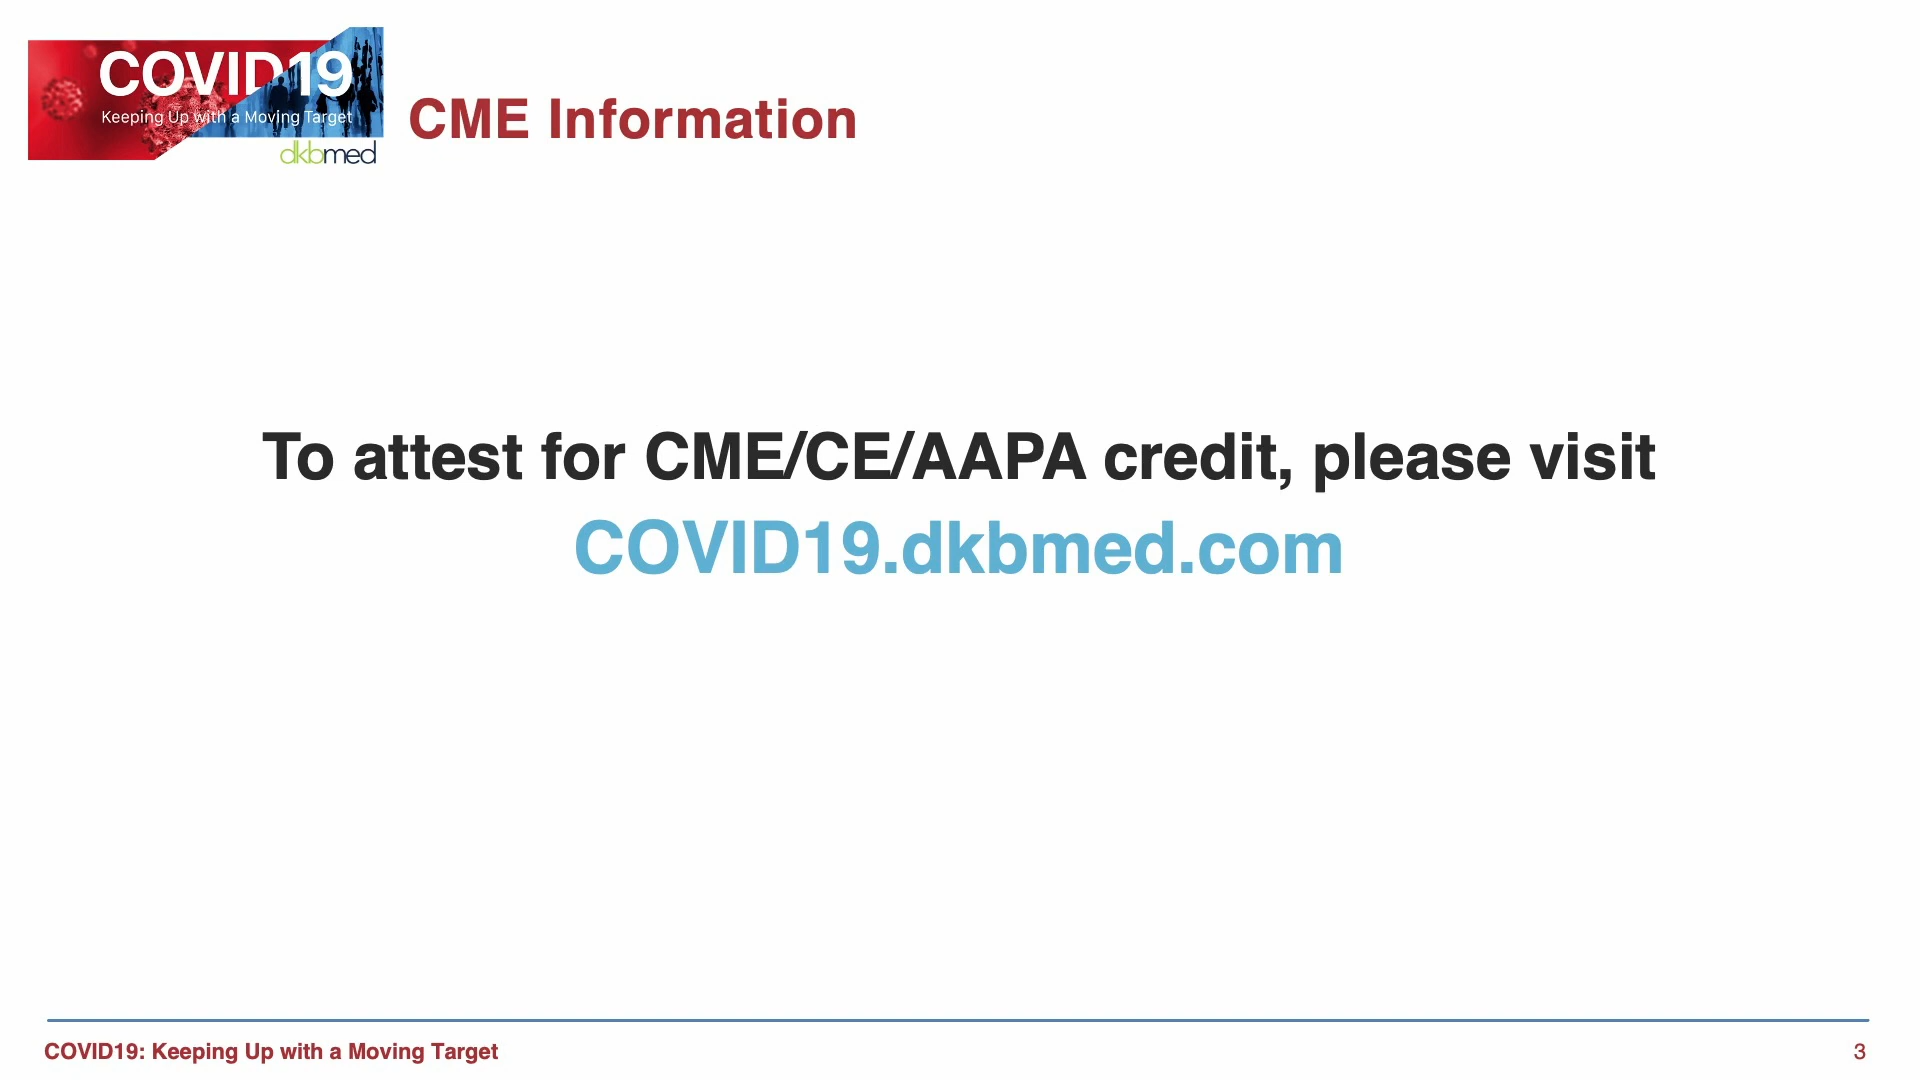 COVID19
Keeping Up with a Moving Target
dkbmed
CME Information
To attest for CME/CE/AAPA credit, please visit
COVID19.dkbmed.com
COVID19: Keeping Up with a Moving Target
3